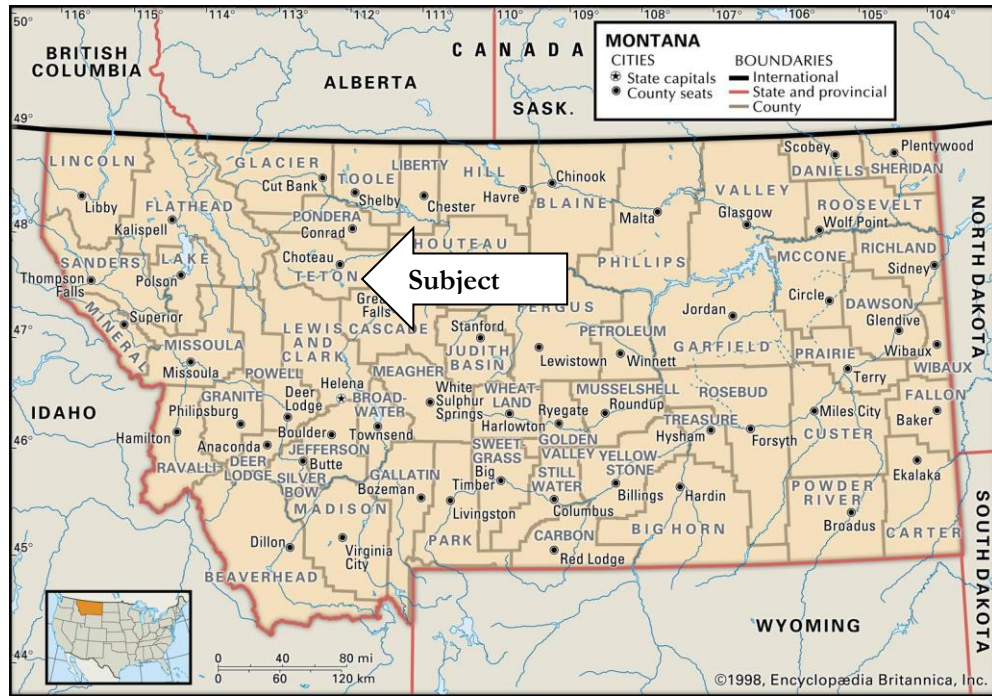 116° 115° 114° 113° 112° 111° 110° 109° 108° 107° 106° 105° 104°
50°
50°
BRITISH
COLUMBIA
ALBERTA
CANADA
SASK.
MONTANA
CITIES
State capitals
County seats
BOUNDARIES
International
State and provincial
County
49°
49°
LINCOLN
Libby
FLATHEAD
Kalispell
GLACIER
Cut Bank
TOOLE
Shelby
LIBERTY
Chester
HILL
Havre
Chinook
BLAINE
Malta
PHILLIPS
VALLEY
Glasgow
Scobey
DANIELS
Plentywood
SHERIDAN
ROOSEVELT
Wolf Point
48°
48°
PONDERA
Conrad
HOUTEAU
Choteau
TETON
Subject
SANDERS
Thompson
Falls
LAKE
Polson
MCCONE
Circle
RICHLAND
Sidney
NORTH DAKOTA
MINERAL
Superior
MISSOULA
Missoula
LEWIS
AND
CLARK
Helena
Grea
Falls
CASCADE
Stanford
JUDITH
BASIN
FERGUS
Lewistown
PETROLEUM
Winnett
Jordan
GARFIELD
DAWSON
Glendive
Wibaux
WIBAUX
PRAIRIE
Terry
47°
47°
IDAHO
POWELL
Deer
Lodge
GRANITE
Philipsburg
BROAD-
WATER
Townsend
MEAGHER
White
Sulphur
Springs
WHEAT-
LAND
Harlowton
Ryegate
GOLDEN
VALLEY
MUSSELSHELL
Roundup
ROSEBUD
Forsyth
TREASURE
Hysham
Miles City
CUSTER
FALLON
Baker
46°
46°
Hamilton
RAVALLI
Anaconda
DEER
LODGE
Boulder
JEFFERSON
Butte
SILVER
BOW
MADISON
Virginia
City
GALLATIN
Bozeman
Livingston
PARK
SWEET-
GRASS
Big
Timber
STILL
WATER
Columbus
YELLOW-
STONE
Billings
Hardin
BIG HORN
CARBON
Red Lodge
POWDER
RIVER
Broadus
Ekalaka
CARTER
SOUTH DAKOTA
45°
45°
Dillon
BEAVERHEAD
WYOMING
44°
44°
0 40 80 mi
0 60 120 km
©1998, Encyclopædia Britannica, Inc.